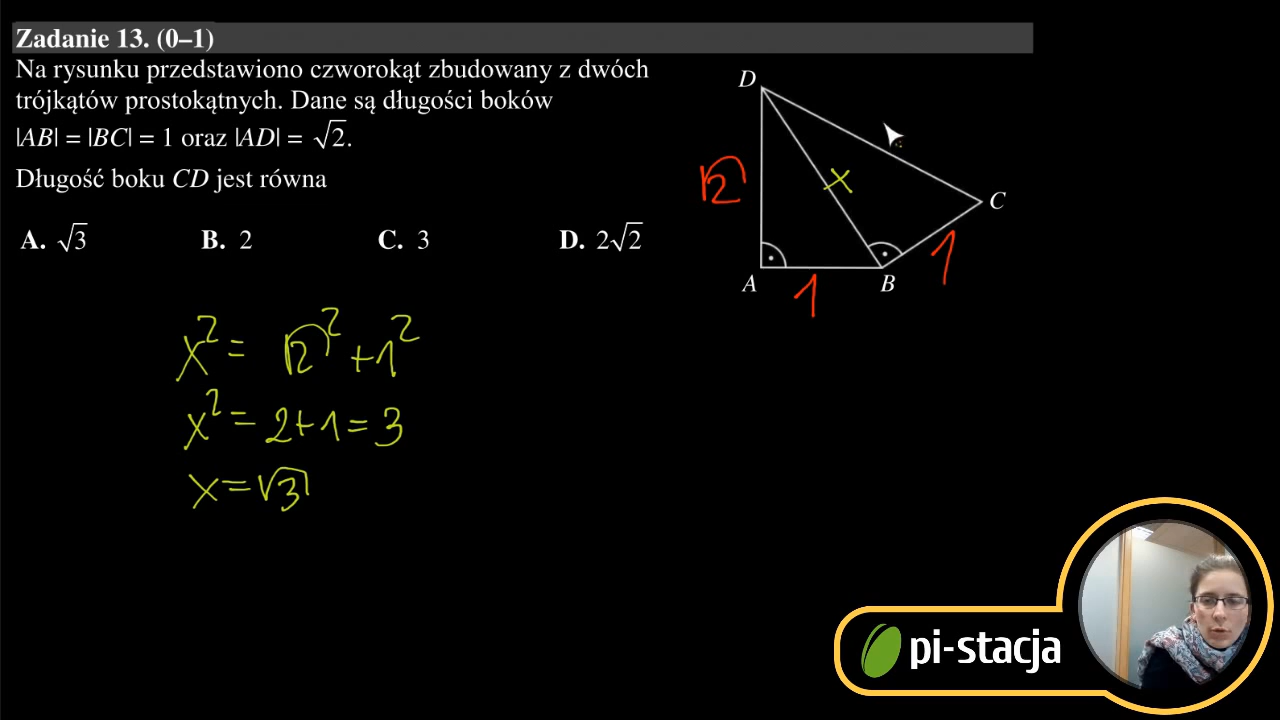 Zadanie 13. (0–1)
Na rysunku przedstawiono czworokąt zbudowany z dwóch
trójkątów prostokątnych. Dane są długości boków
|AB| = |BC| = 1 oraz |AD| = √2.
Długość boku CD jest równa
A. √3 B. 2 C. 3 D. 2√2
D
√2
x
C
1
A
1
B
x² = √2² + 1²
x² = 2+1 = 3
x = √3
pi-stacja